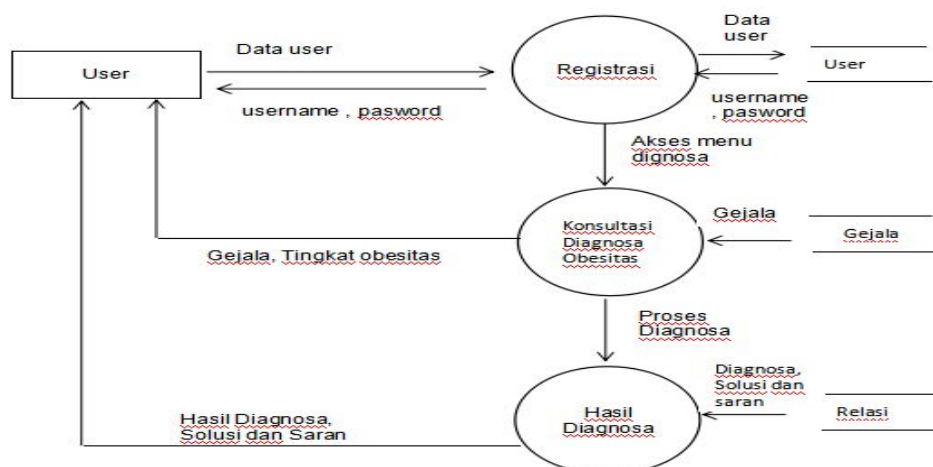 Data user
User
username , pasword
Registrasi
Data
user
User
username
, pasword
Akses menu
dignosa
Konsultasi
Diagnosa
Obesitas
Gejala
Gejala
Gejala, Tingkat obesitas
Proses
Diagnosa
Hasil
Diagnosa
Diagnosa,
Solusi dan
saran
Relasi
Hasil Diagnosa,
Solusi dan Saran